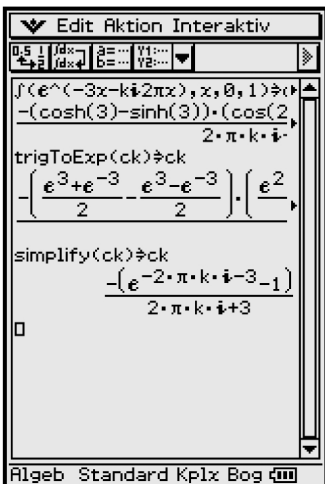 Edit Aktion Interaktiv
∫(e^(-3x-ki2πx),x,0,1)⇒c
-(cosh(3)-sinh(3))·(cos(2
2·π·k·i
trigToExp(ck)⇒ck
-(e^3+e^-3/2-e^3-e^-3/2)·(e^2
simplify(ck)⇒ck
-(e^-2·π·k·i-3-1)
2·π·k·i+3
Algeb Standard Kplx Bog